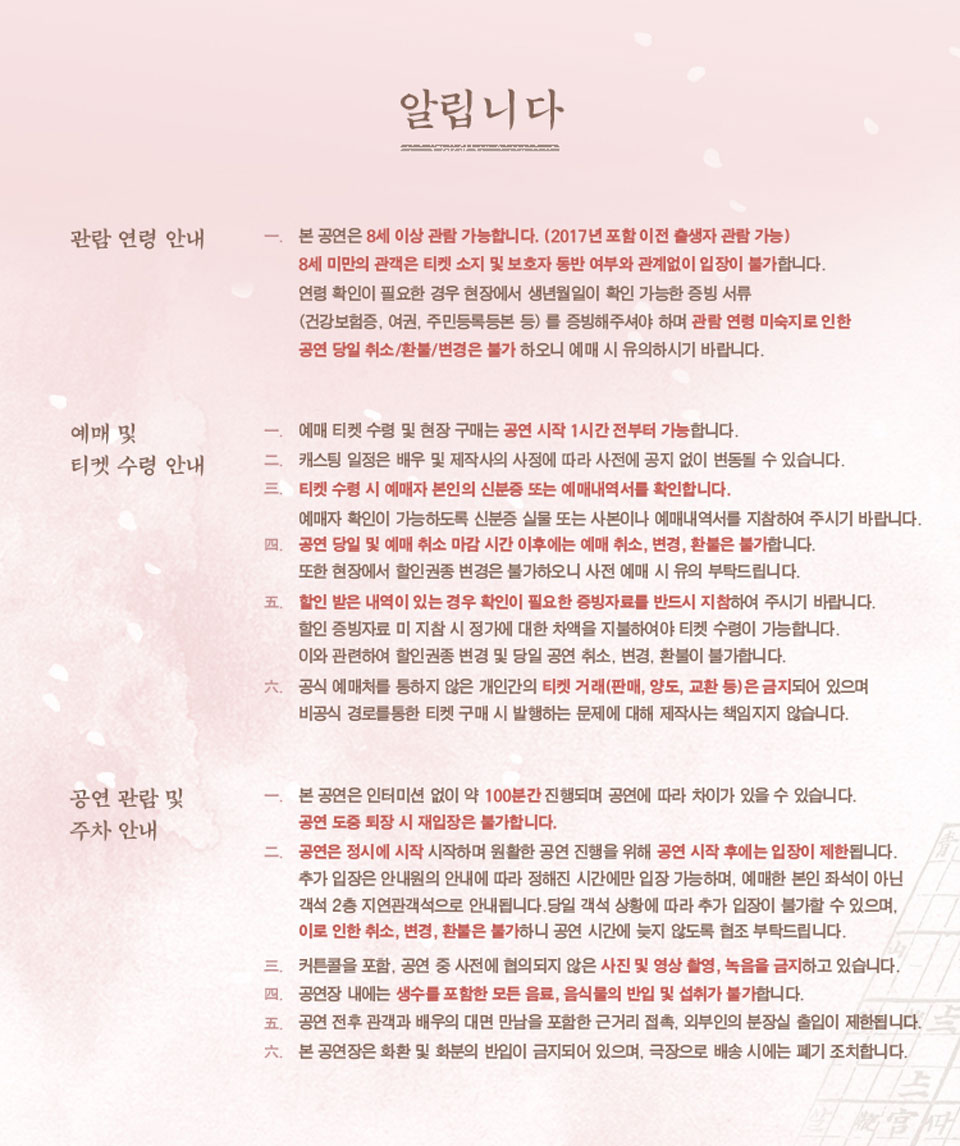 알립니다
관람 연령 안내
一. 본 공연은 8세 이상 관람 가능합니다. (2017년 포함 이전 출생자 관람 가능)
8세 미만의 관객은 티켓 소지 및 보호자 동반 여부와 관계없이 입장이 불가합니다.
연령 확인이 필요한 경우 현장에서 생년월일이 확인 가능한 증빙 서류
(건강보험증, 여권, 주민등록등본 등) 를 증빙해주셔야 하며 관람 연령 미숙지로 인한
공연 당일 취소/환불/변경은 불가 하오니 예매 시 유의하시기 바랍니다.
예매 및
티켓 수령 안내
一. 예매 티켓 수령 및 현장 구매는 공연 시작 1시간 전부터 가능합니다.
二. 캐스팅 일정은 배우 및 제작사의 사정에 따라 사전에 공지 없이 변동될 수 있습니다.
三. 티켓 수령 시 예매자 본인의 신분증 또는 예매내역서를 확인합니다.
예매자 확인이 가능하도록 신분증 실물 또는 사본이나 예매내역서를 지참하여 주시기 바랍니다.
四. 공연 당일 및 예매 취소 마감 시간 이후에는 예매 취소, 변경, 환불은 불가합니다.
또한 현장에서 할인권종 변경은 불가하오니 사전 예매 시 유의 부탁드립니다.
五. 할인 받은 내역이 있는 경우 확인이 필요한 증빙자료를 반드시 지참하여 주시기 바랍니다.
할인 증빙자료 미 지참 시 정가에 대한 차액을 지불하여야 티켓 수령이 가능합니다.
이와 관련하여 할인권종 변경 및 당일 공연 취소, 변경, 환불이 불가합니다.
六. 공식 예매처를 통하지 않은 개인간의 티켓 거래(판매, 양도, 교환 등)은 금지되어 있으며
비공식 경로를통한 티켓 구매 시 발행하는 문제에 대해 제작사는 책임지지 않습니다.
공연 관람 및
주차 안내
一. 본 공연은 인터미션 없이 약 100분간 진행되며 공연에 따라 차이가 있을 수 있습니다.
공연 도중 퇴장 시 재입장은 불가합니다.
二. 공연은 정시에 시작 시작하며 원활한 공연 진행을 위해 공연 시작 후에는 입장이 제한됩니다.
추가 입장은 안내원의 안내에 따라 정해진 시간에만 입장 가능하며, 예매한 본인 좌석이 아닌
객석 2층 지연관객석으로 안내됩니다.당일 객석 상황에 따라 추가 입장이 불가할 수 있으며,
이로 인한 취소, 변경, 환불은 불가하니 공연 시간에 늦지 않도록 협조 부탁드립니다.
三. 커튼콜을 포함, 공연 중 사전에 협의되지 않은 사진 및 영상 촬영, 녹음을 금지하고 있습니다.
四. 공연장 내에는 생수를 포함한 모든 음료, 음식물의 반입 및 섭취가 불가합니다.
五. 공연 전후 관객과 배우의 대면 만남을 포함한 근거리 접촉, 외부인의 분장실 출입이 제한됩니다.
六. 본 공연장은 화환 및 화분의 반입이 금지되어 있으며, 극장으로 배송 시에는 폐기 조치합니다.